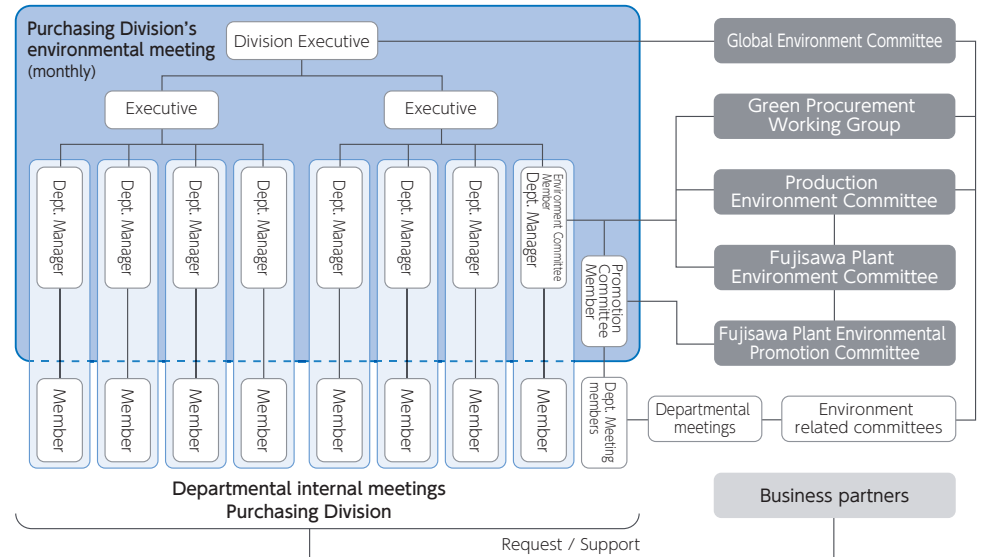 Purchasing Division's
environmental meeting
(monthly)
Division Executive
Global Environment Committee
Executive
Executive
Green Procurement
Working Group
Dept. Manager
Dept. Manager
Dept. Manager
Dept. Manager
Dept. Manager
Dept. Manager
Dept. Manager
Environment Committee
Member
Dept. Manager
Production
Environment Committee
Promotion
Committee
Member
Fujisawa Plant
Environment Committee
Fujisawa Plant Environmental
Promotion Committee
Member
Member
Member
Member
Member
Member
Member
Member
Dept. Meeting
members
Departmental
meetings
Environment
related committees
Departmental internal meetings
Purchasing Division
Business partners
Request / Support